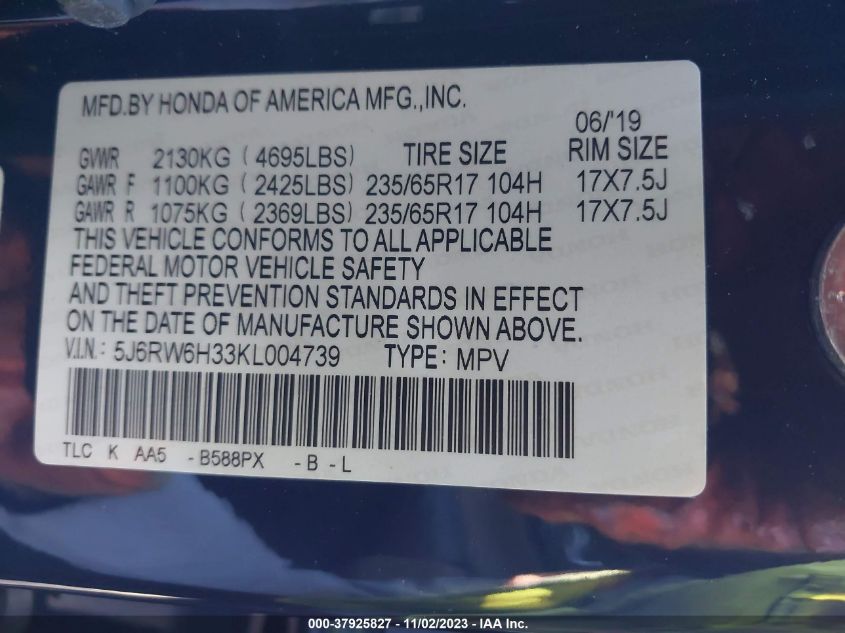 MFD.BY HONDA OF AMERICA MFG.,INC.
06/'19
GVWR 2130KG ( 4695LBS) TIRE SIZE RIM SIZE
GAWR F 1100KG ( 2425LBS) 235/65R17 104H 17X7.5J
GAWR R 1075KG ( 2369LBS) 235/65R17 104H 17X7.5J
THIS VEHICLE CONFORMS TO ALL APPLICABLE
FEDERAL MOTOR VEHICLE SAFETY
AND THEFT PREVENTION STANDARDS IN EFFECT
ON THE DATE OF MANUFACTURE SHOWN ABOVE.
V.I.N.: 5J6RW6H33KL004739 TYPE: MPV
TLC K AA5 -B588PX -B -L
000-37925827 - 11/02/2023 - IAA Inc.